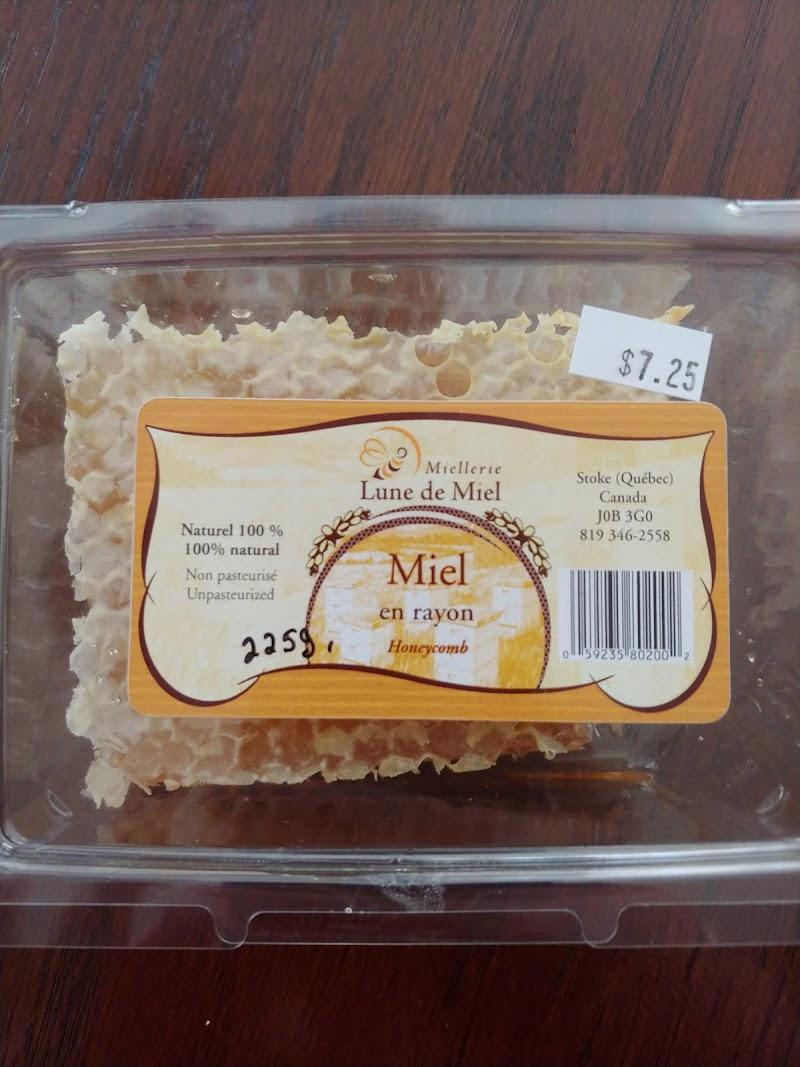 $7.25
Miellerie
Lune de Miel
Stoke (Québec)
Canada
J0B 3G0
819 346-2558
Naturel 100 %
100% natural
Non pasteurisé
Unpasteurized
225g.
Miel
en rayon
Honeycomb
0 59235 80200 2